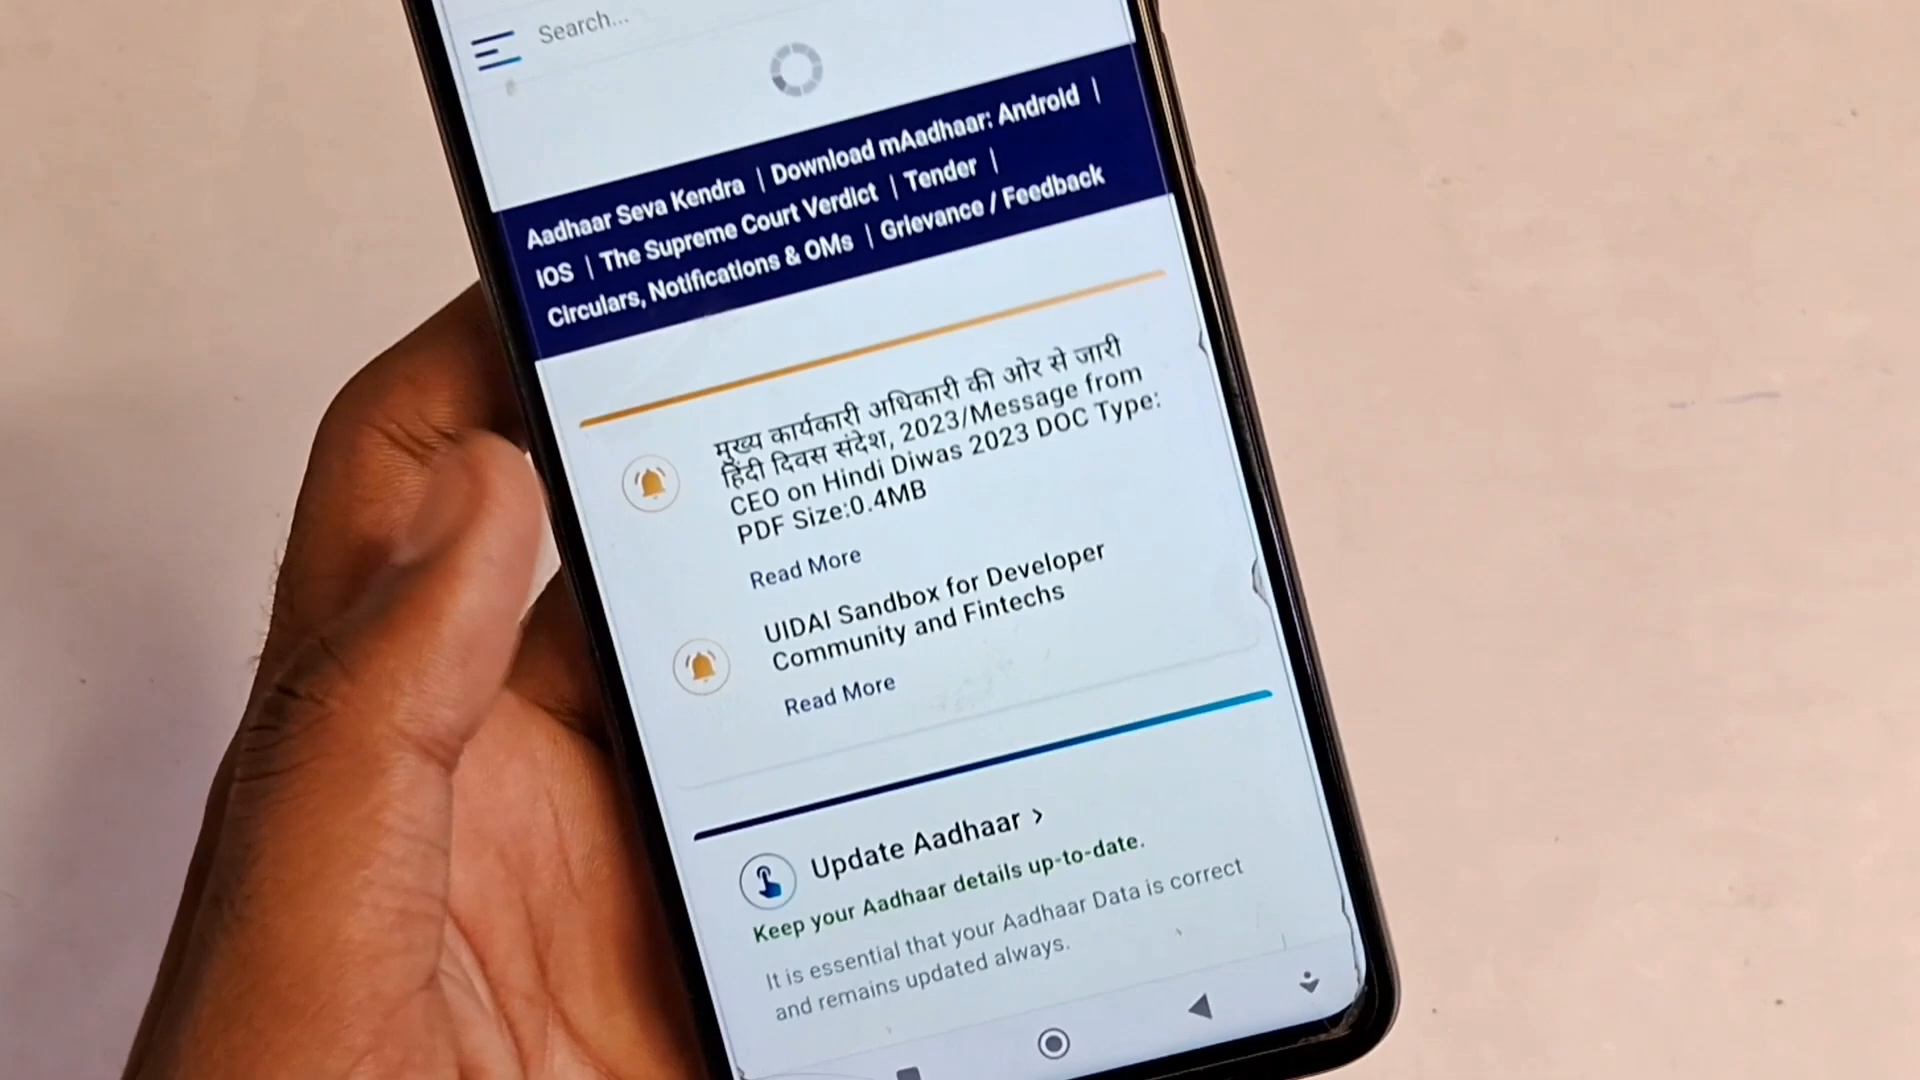 Search...
Aadhaar Seva Kendra | Download mAadhaar: Android |
IOS | The Supreme Court Verdict | Tender |
Circulars, Notifications & OMs | Grievance / Feedback
मुख्य कार्यकारी अधिकारी की ओर से जारी
हिंदी दिवस संदेश, 2023/Message from
CEO on Hindi Diwas 2023 DOC Type:
PDF Size:0.4MB
Read More
UIDAI Sandbox for Developer
Community and Fintechs
Read More
Update Aadhaar >
Keep your Aadhaar details up-to-date.
It is essential that your Aadhaar Data is correct
and remains updated always.